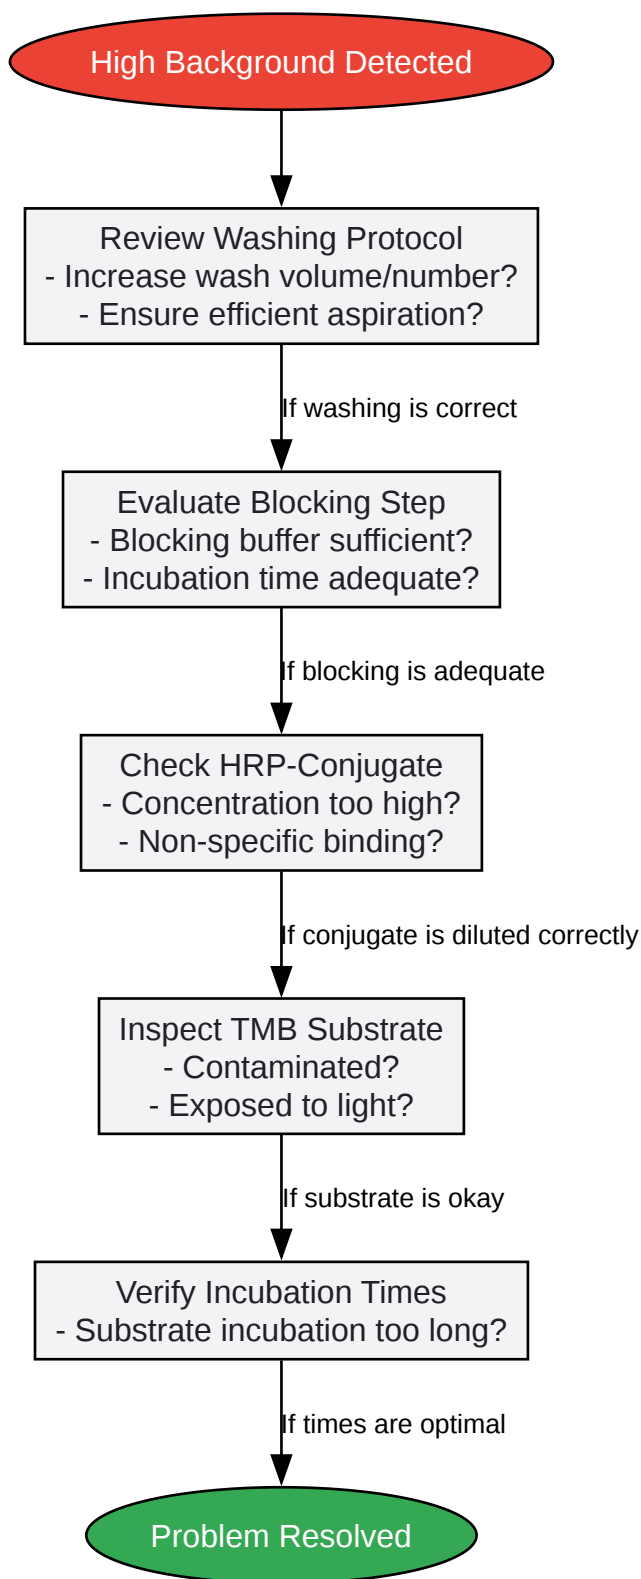 High Background Detected
Review Washing Protocol
- Increase wash volume/number?
- Ensure efficient aspiration?
If washing is correct
Evaluate Blocking Step
- Blocking buffer sufficient?
- Incubation time adequate?
If blocking is adequate
Check HRP-Conjugate
- Concentration too high?
- Non-specific binding?
If conjugate is diluted correctly
Inspect TMB Substrate
- Contaminated?
- Exposed to light?
If substrate is okay
Verify Incubation Times
- Substrate incubation too long?
If times are optimal
Problem Resolved